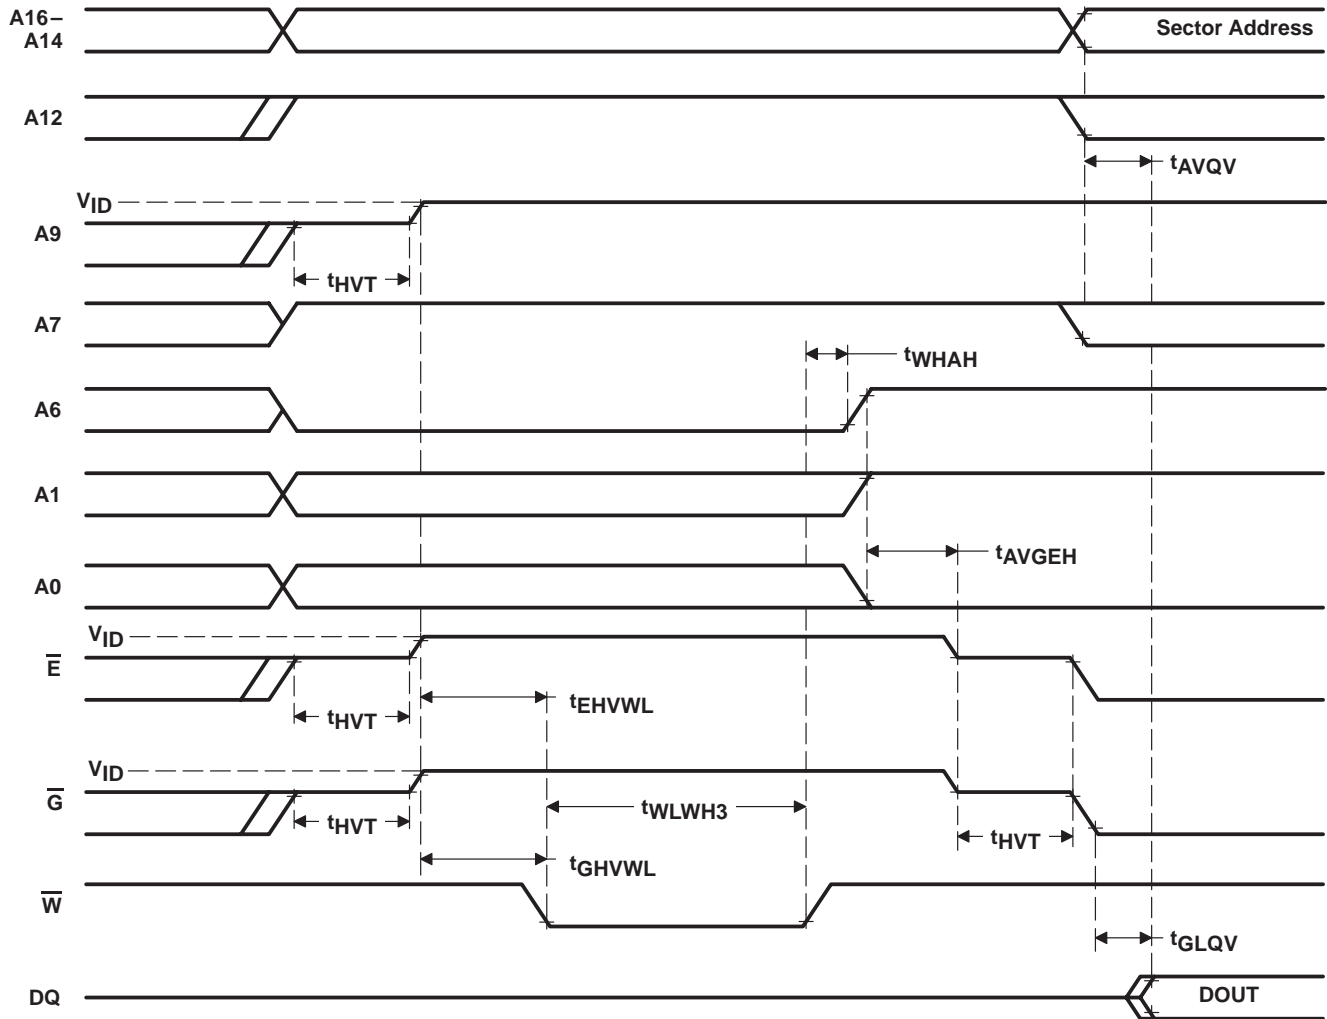 A16–
A14
Sector Address
A12
tAVQV
VID
A9
tHVT
A7
tWHAH
A6
A1
tAVGEH
A0
VID
E̅
tEHVWL
tHVT
VID
G̅
tWLWH3
tHVT
tHVT
tGHVWL
W̅
tGLQV
DQ
DOUT